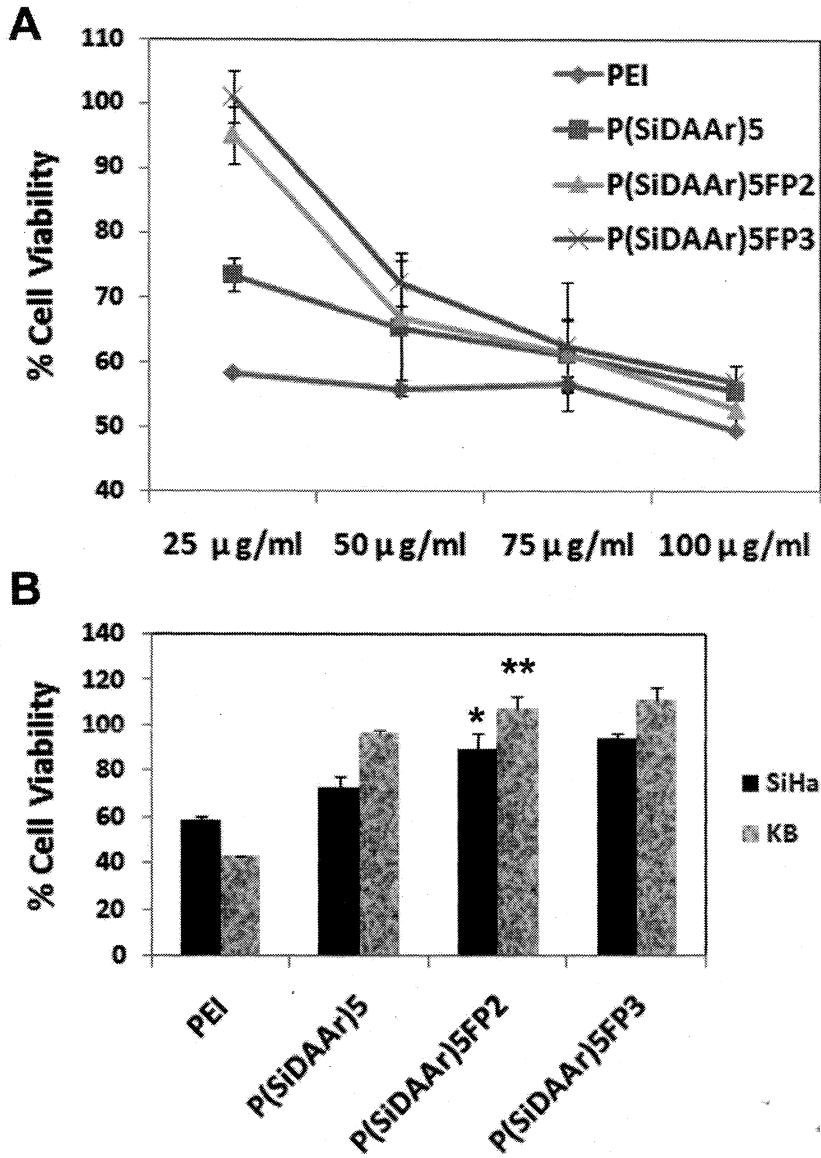 A
110
100
90
80
70
60
50
40
% Cell Viability
PEI
P(SiDAAr)5
P(SiDAAr)5FP2
P(SiDAAr)5FP3
25 µg/ml 50 µg/ml 75 µg/ml 100 µg/ml
B
140
120
100
80
60
40
20
0
% Cell Viability
* **
SiHa
KB
PEI
P(SiDAAr)5
P(SiDAAr)5FP2
P(SiDAAr)5FP3